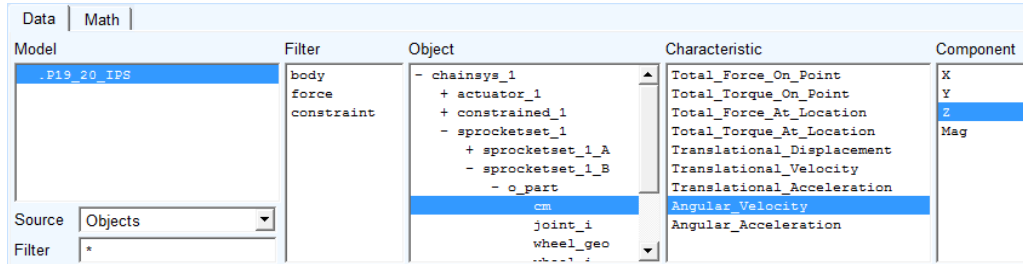 Data Math
Model Filter Object Characteristic Component
.P19_20_IPS body - chainsys_1 Total_Force_On_Point X
force + actuator_1 Total_Torque_On_Point Y
constraint + constrained_1 Total_Force_At_Location Z
- sprocketset_1 Total_Torque_At_Location Mag
+ sprocketset_1_A Translational_Displacement
- sprocketset_1_B Translational_Velocity
- o_part Translational_Acceleration
Source Objects cm Angular_Velocity
joint_i Angular_Acceleration
Filter * wheel_geo